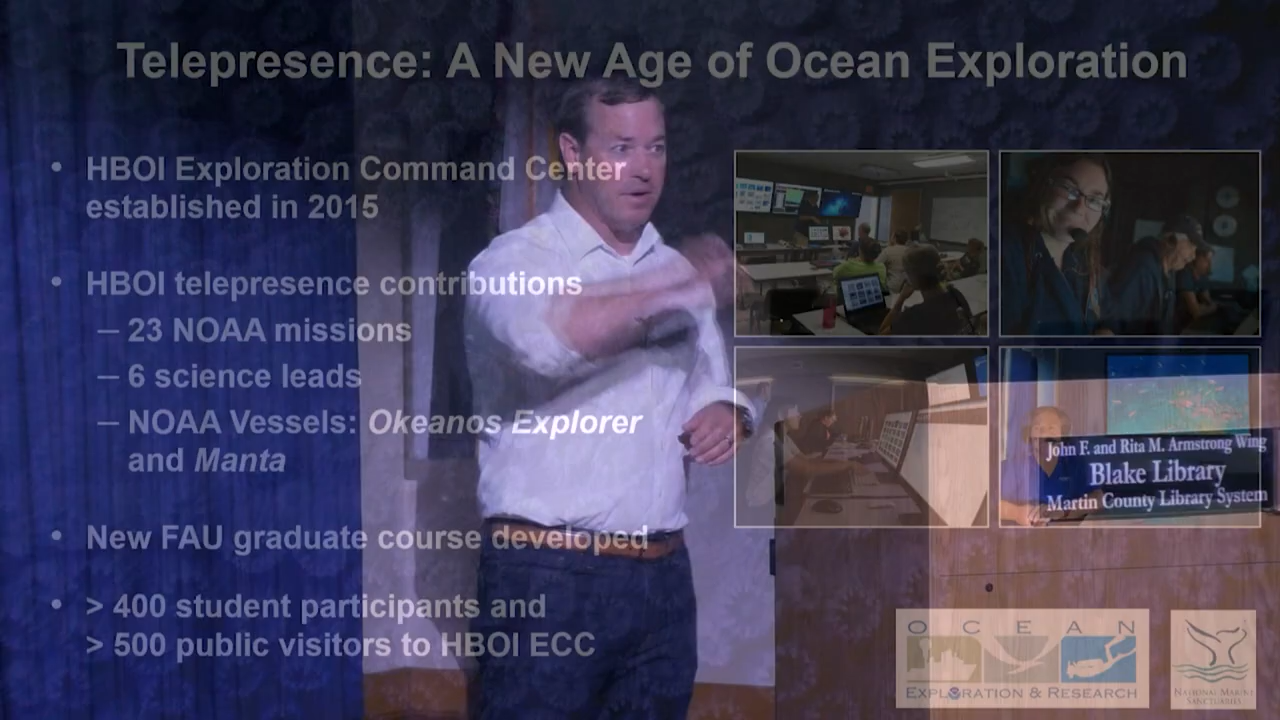 Telepresence: A New Age of Ocean Exploration
• HBOI Exploration Command Center
established in 2015
• HBOI telepresence contributions
– 23 NOAA missions
– 6 science leads
– NOAA Vessels: Okeanos Explorer
and Manta
• New FAU graduate course developed
• > 400 student participants and
> 500 public visitors to HBOI ECC
John F. and Rita M. Armstrong Wing
Blake Library
Martin County Library System
OCEAN
EXPLORATION & RESEARCH
NATIONAL MARINE
SANCTUARIES